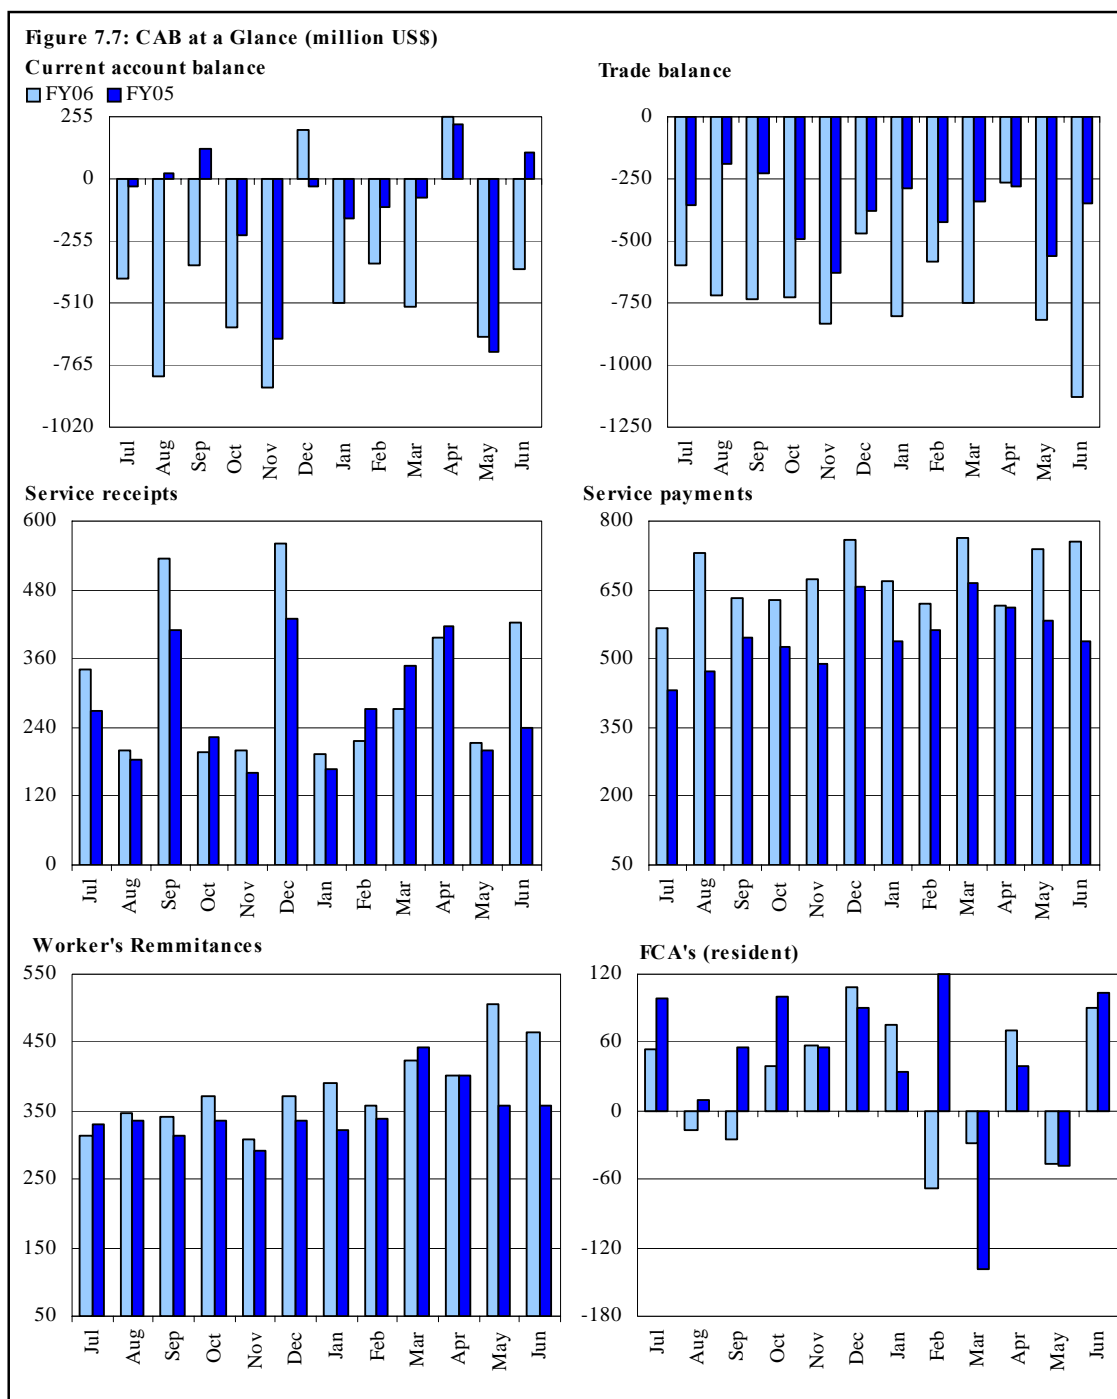 Figure 7.7: CAB at a Glance (million US$)
Current account balance
FY06 FY05
255
0
-255
-510
-765
-1020
Jul Aug Sep Oct Nov Dec Jan Feb Mar Apr May Jun
Trade balance
0
-250
-500
-750
-1000
-1250
Jul Aug Sep Oct Nov Dec Jan Feb Mar Apr May Jun
Service receipts
600
480
360
240
120
0
Jul Aug Sep Oct Nov Dec Jan Feb Mar Apr May Jun
Service payments
800
650
500
350
200
50
Jul Aug Sep Oct Nov Dec Jan Feb Mar Apr May Jun
Worker's Remmitances
550
450
350
250
150
50
Jul Aug Sep Oct Nov Dec Jan Feb Mar Apr May Jun
FCA's (resident)
120
60
0
-60
-120
-180
Jul Aug Sep Oct Nov Dec Jan Feb Mar Apr May Jun